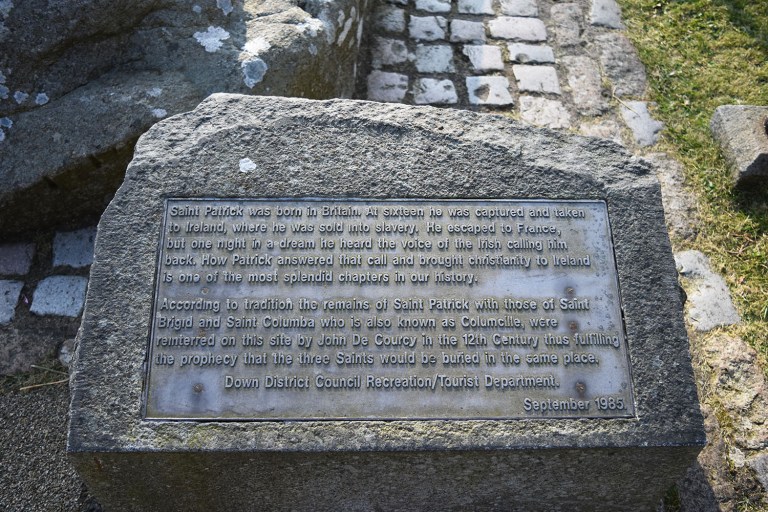 Saint Patrick was born in Britain. At sixteen he was captured and taken
to Ireland, where he was sold into slavery. He escaped to France,
but one night in a dream he heard the voice of the Irish calling him
back. How Patrick answered that call and brought christianity to Ireland
is one of the most splendid chapters in our history.
According to tradition the remains of Saint Patrick with those of Saint
Brigid and Saint Columba who is also known as Columcille, were
reinterred on this site by John De Courcy in the 12th Century thus fulfilling
the prophecy that the three Saints would be buried in the same place.
Down District Council Recreation/Tourist Department.
September 1985.